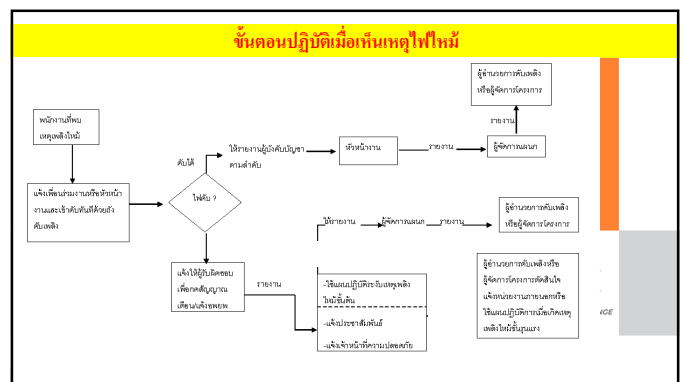 ขั้นตอนปฏิบัติเมื่อเห็นเหตุไฟไหม้
ผู้อำนวยการดับเพลิง
หรือผู้จัดการโครงการ
พนักงานที่พบ
เหตุเพลิงไหม้
รายงาน
ดับได้
ให้รายงานผู้บังคับบัญชา
ตามลำดับ
หัวหน้างาน
รายงาน
ผู้จัดการแผนก
แจ้งเพื่อนร่วมงานหรือหัวหน้า
งานและเข้าดับทันทีด้วยถัง
ดับเพลิง
ไฟดับ ?
ให้รายงาน
ผู้จัดการแผนก
รายงาน
ผู้อำนวยการดับเพลิง
หรือผู้จัดการโครงการ
แจ้งให้ผู้รับผิดชอบ
เพื่อกดสัญญาณ
เตือน/แจ้งอพยพ
รายงาน
-ใช้แผนปฏิบัติระงับเหตุเพลิง
ไหม้ขั้นต้น
-แจ้งประชาสัมพันธ์
-แจ้งเจ้าหน้าที่ความปลอดภัย
ผู้อำนวยการดับเพลิงหรือ
ผู้จัดการโครงการตัดสินใจ
แจ้งหน่วยงานภายนอกหรือ
ใช้แผนปฏิบัติการเมื่อเกิดเหตุ
เพลิงไหม้ขั้นรุนแรง